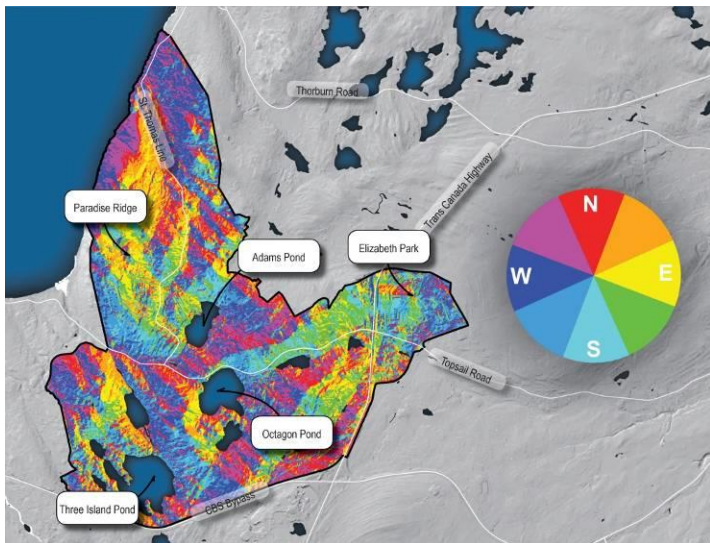 Thorburn Road
St. Thomas Line
Trans Canada Highway
Paradise Ridge
Adams Pond
Elizabeth Park
N
W
E
S
Topsail Road
Octagon Pond
Three Island Pond
CBS Bypass